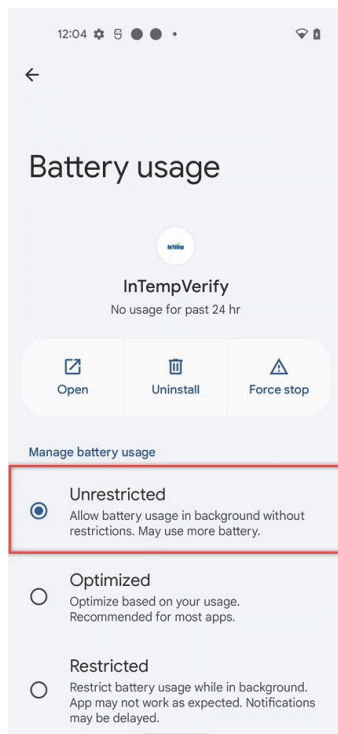 12:04
Battery usage
InTemp
InTempVerify
No usage for past 24 hr
Open
Uninstall
Force stop
Manage battery usage
Unrestricted
Allow battery usage in background without
restrictions. May use more battery.
Optimized
Optimize based on your usage.
Recommended for most apps.
Restricted
Restrict battery usage while in background.
App may not work as expected. Notifications
may be delayed.